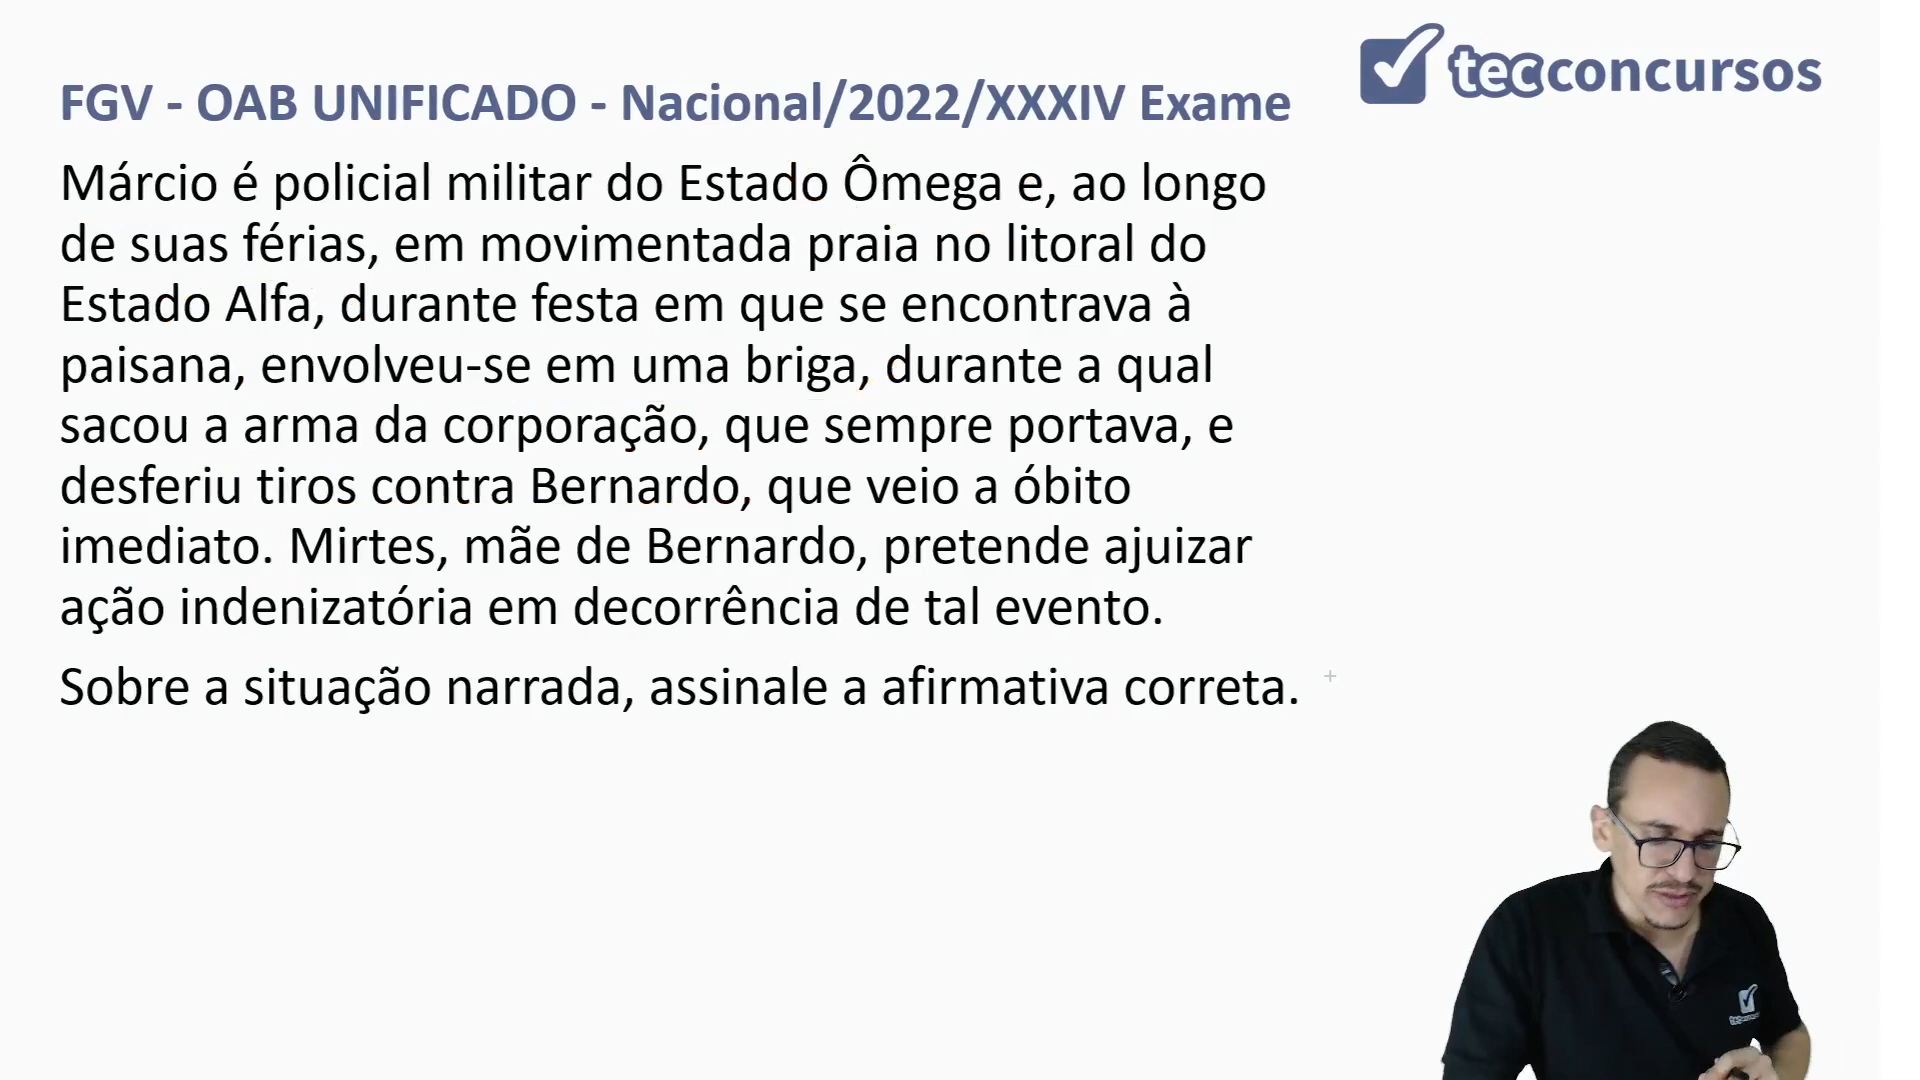 tecconcursos
FGV - OAB UNIFICADO - Nacional/2022/XXXIV Exame
Márcio é policial militar do Estado Ômega e, ao longo
de suas férias, em movimentada praia no litoral do
Estado Alfa, durante festa em que se encontrava à
paisana, envolveu-se em uma briga, durante a qual
sacou a arma da corporação, que sempre portava, e
desferiu tiros contra Bernardo, que veio a óbito
imediato. Mirtes, mãe de Bernardo, pretende ajuizar
ação indenizatória em decorrência de tal evento.
Sobre a situação narrada, assinale a afirmativa correta.